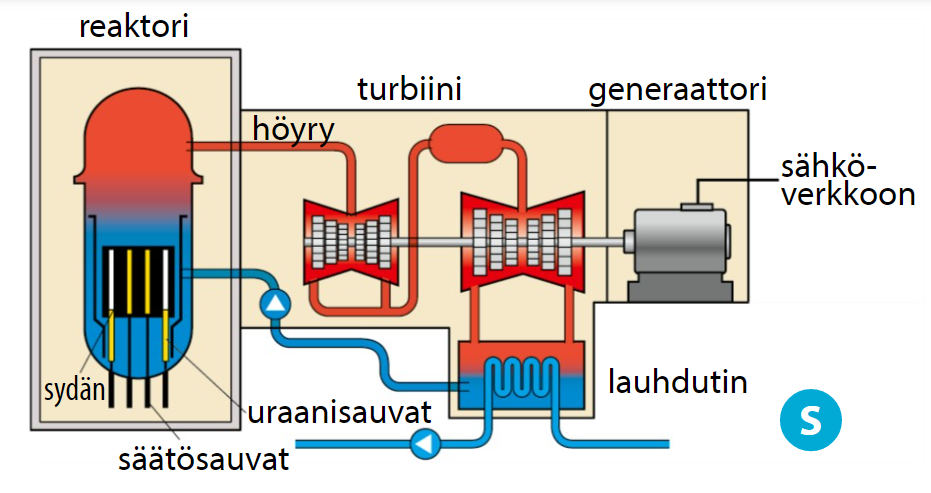 reaktori
turbiini
generaattori
höyry
sähkö-
verkkoon
sydän
uraanisauvat
säätösauvat
lauhdutin
S